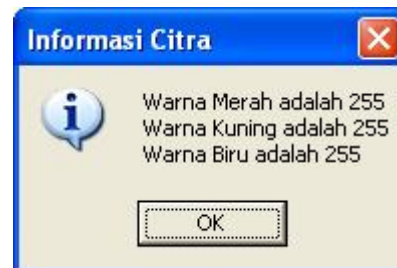 Informasi Citra
Warna Merah adalah 255
Warna Kuning adalah 255
Warna Biru adalah 255
OK